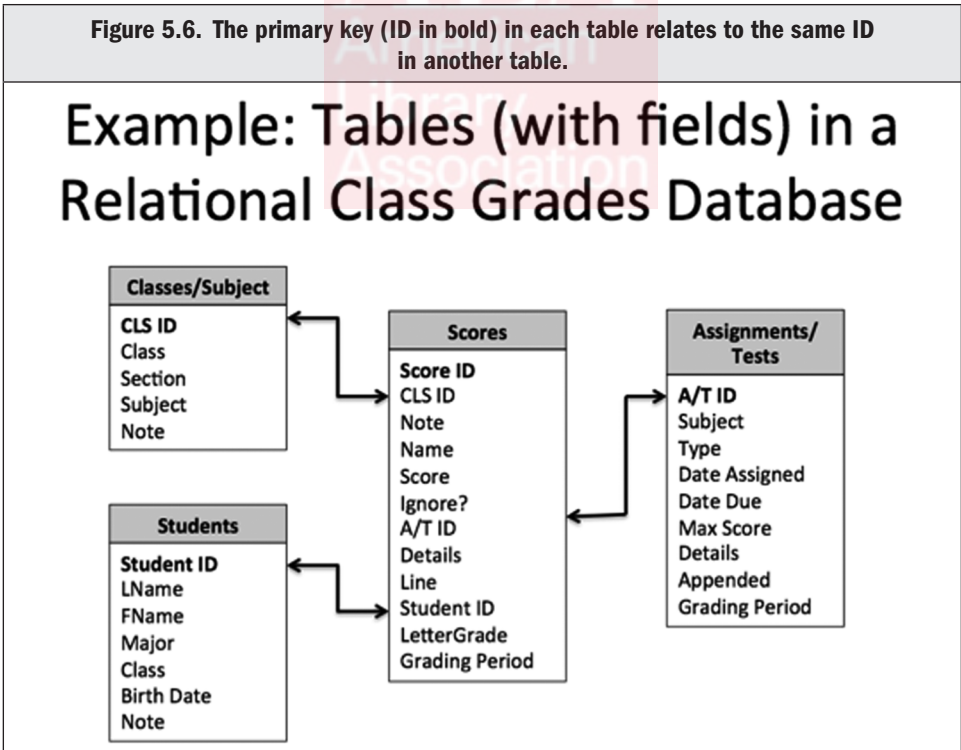 Figure 5.6. The primary key (ID in bold) in each table relates to the same ID
in another table.
American
Library
Association
Example: Tables (with fields) in a
Relational Class Grades Database
Classes/Subject
CLS ID
Class
Section
Subject
Note
Students
Student ID
LName
FName
Major
Class
Birth Date
Note
Scores
Score ID
CLS ID
Note
Name
Score
Ignore?
A/T ID
Details
Line
Student ID
LetterGrade
Grading Period
Assignments/
Tests
A/T ID
Subject
Type
Date Assigned
Date Due
Max Score
Details
Appended
Grading Period